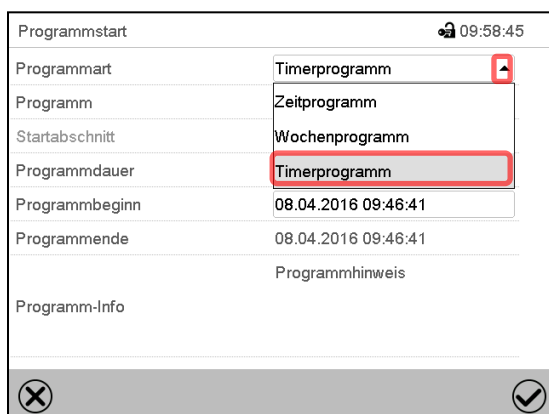 Programmstart 09:58:45
Programmart Timerprogramm
Programm Zeitprogramm
Startabschnitt Wochenprogramm
Programmdauer Timerprogramm
Programmbeginn 08.04.2016 09:46:41
Programmende 08.04.2016 09:46:41
Programmhinweis
Programm-Info